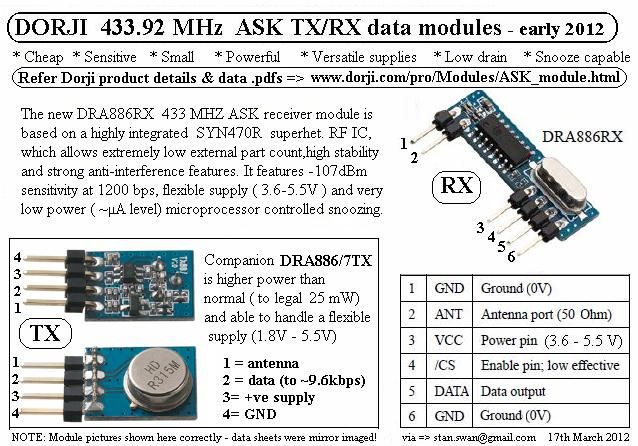 DORJI 433.92 MHz ASK TX/RX data modules - early 2012
* Cheap * Sensitive * Small * Powerful * Versatile supplies * Low drain * Snooze capable
Refer Dorji product details & data .pdfs => www.dorji.com/pro/Modules/ASK_module.html
The new DRA886RX 433 MHZ ASK receiver module is
based on a highly integrated SYN470R superhet. RF IC,
which allows extremely low external part count,high stability
and strong anti-interference features. It features -107dBm
sensitivity at 1200 bps, flexible supply ( 3.6-5.5V ) and very
low power ( ~µA level) microprocessor controlled snoozing.
DRA886RX
1
2
RX
3
4
5
6
4
3
2
1
TX887
V2.0
TX
1
2
3
4
HD
R315M
Companion DRA886/7TX
is higher power than
normal ( to legal 25 mW)
and able to handle a flexible
supply (1.8V - 5.5V)
1 = antenna
2 = data (to ~9.6kbps)
3= +ve supply
4= GND
1 GND Ground (0V)
2 ANT Antenna port (50 Ohm)
3 VCC Power pin (3.6 - 5.5 V)
4 /CS Enable pin; low effective
5 DATA Data output
6 GND Ground (0V)
NOTE: Module pictures shown here correctly - data sheets were mirror imaged!
via => stan.swan@gmail.com 17th March 2012